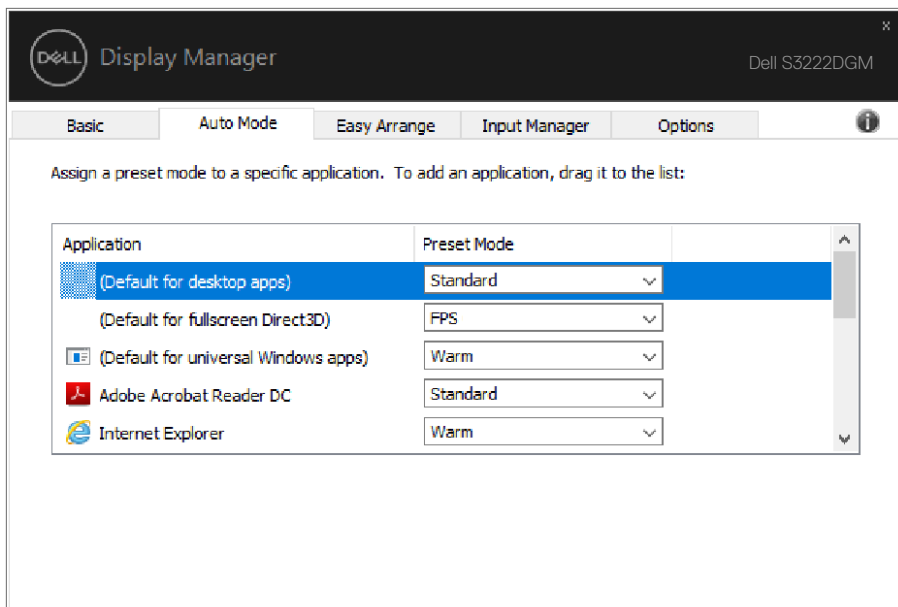 x
DELL Display Manager
Dell S3222DGM
Basic Auto Mode Easy Arrange Input Manager Options
Assign a preset mode to a specific application. To add an application, drag it to the list:
Application Preset Mode
(Default for desktop apps) Standard
(Default for fullscreen Direct3D) FPS
(Default for universal Windows apps) Warm
Adobe Acrobat Reader DC Standard
Internet Explorer Warm